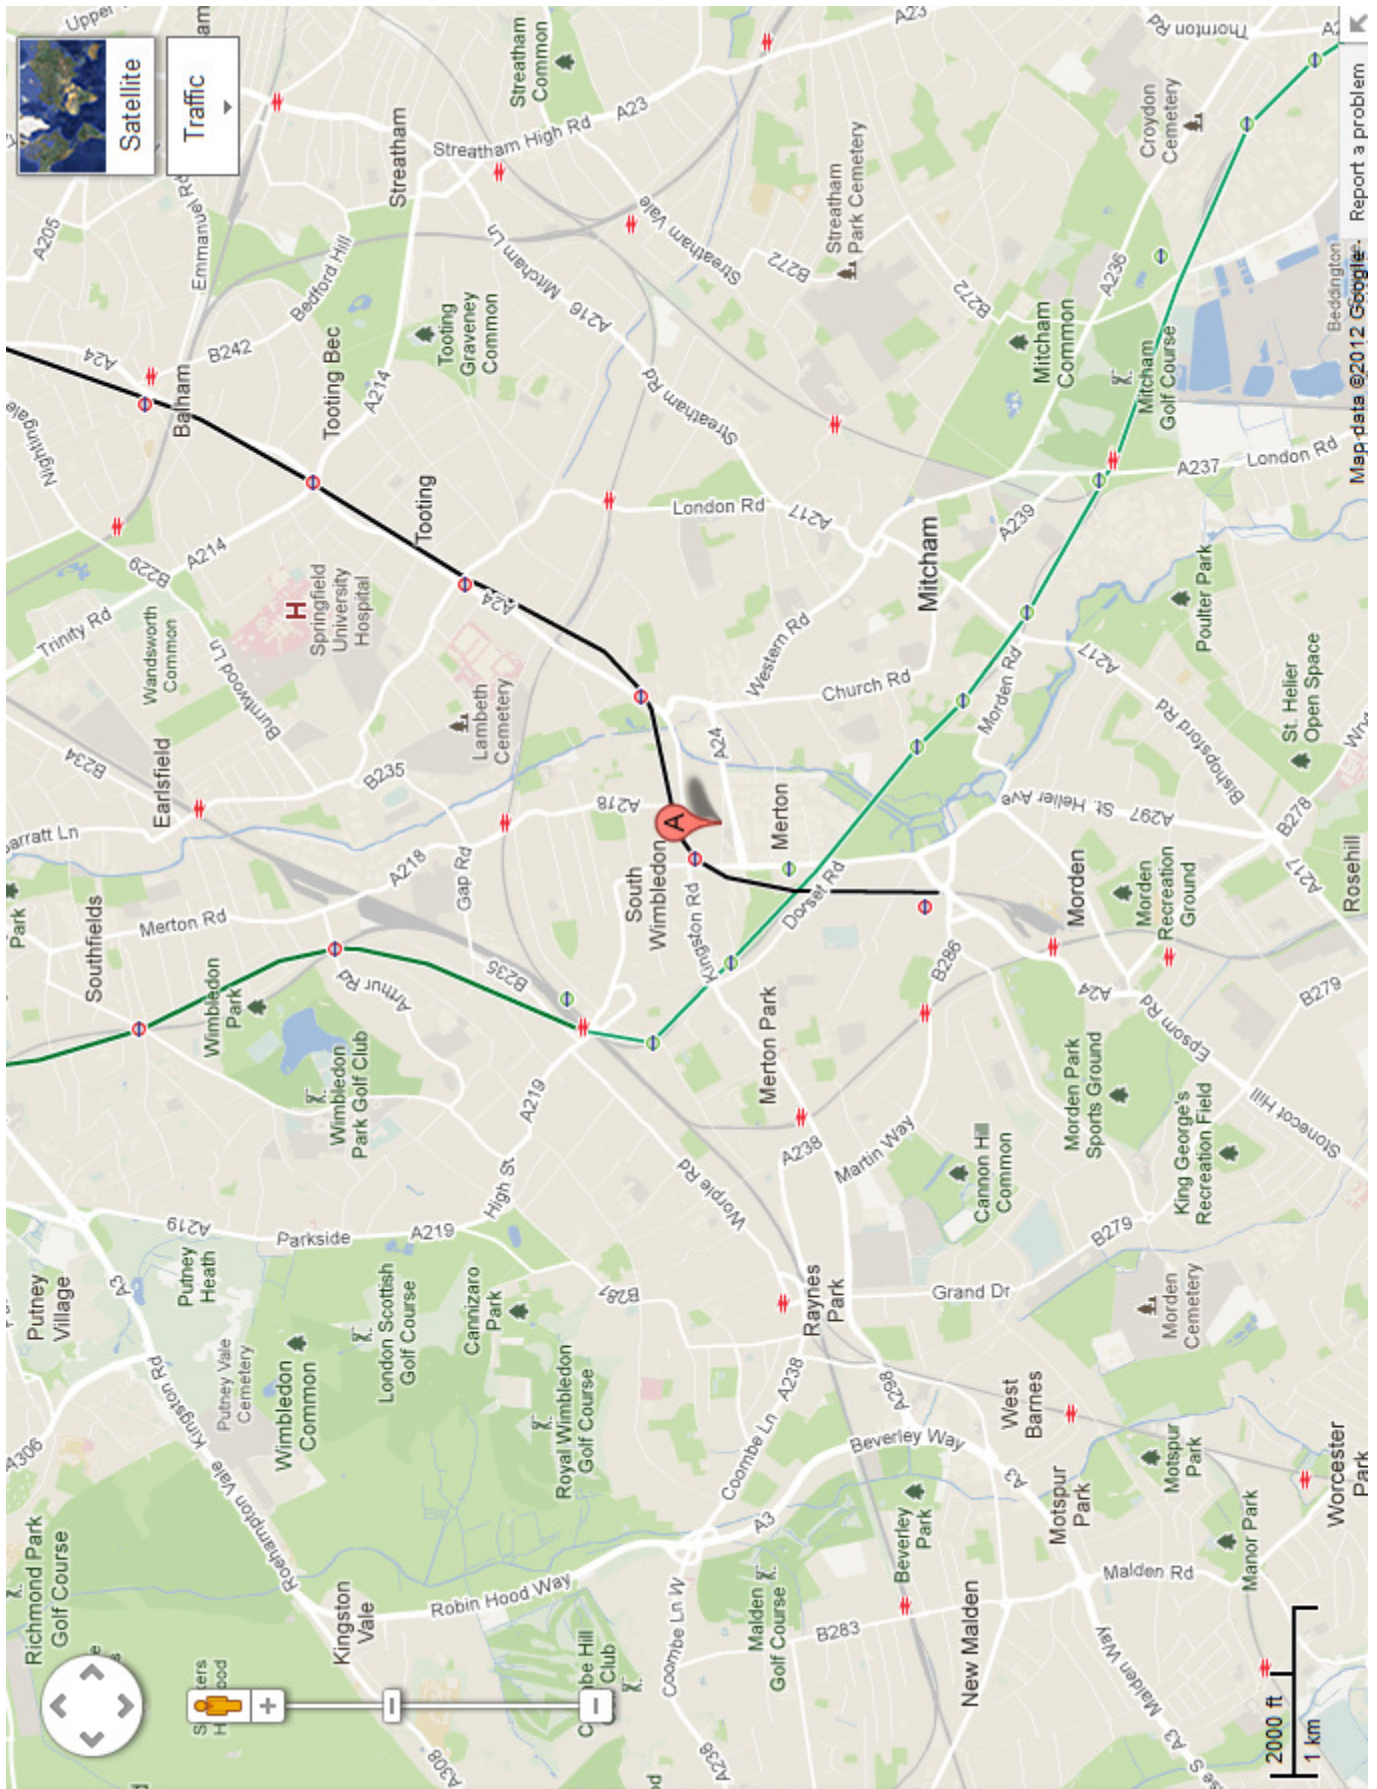 Richmond Park
Golf Course
A306
Putney
Village
A3
Putney
Heath
A219
Park
Southfields
Merton Rd
Garratt Ln
Earlsfield
B234
Trinity Rd
Wandsworth
Common
B229
A214
Nightingale
A24
Balham
B242
Emmanuel Rd
A205
Upper
Satellite
Traffic
Kingston Rd
Roehampton Vale
Putney Vale
Cemetery
Wimbledon
Common
Parkside
London Scottish
Golf Course
A219
Wimbledon
Park
Wimbledon
Park Golf Club
Arthur Rd
A218
B235
Burntwood Ln
H
Springfield
University
Hospital
Tooting Bec
A214
Bedford Hill
Streatham
Streatham High Rd
Streatham
Common
A23
A23
Kingston
Vale
A308
Robin Hood Way
Cannizaro
Park
High St
A219
Royal Wimbledon
Golf Course
B281
Gap Rd
B235
Lambeth
Cemetery
Tooting
A24
Tooting
Graveney
Common
Mitcham Ln
A216
Streatham Rd
Streatham Vale
B272
Coombe Ln W
A238
Malden
Golf Course
Coombe Ln
A3
A238
Worple Rd
South
Wimbledon
A218
A
A24
Kingston Rd
Western Rd
London Rd
A217
Streatham
Park Cemetery
B272
B283
Beverley
Park
Beverley Way
A298
Raynes
Park
A238
Martin Way
Merton Park
Dorset Rd
Merton
Church Rd
Mitcham
A239
Mitcham
Common
A236
Croydon
Cemetery
Thornton Rd
New Malden
A3
Motspur
Park
West
Barnes
Grand Dr
Cannon Hill
Common
B286
Morden Rd
Malden Rd
Malden Way
A3
Motspur
Park
Morden
Cemetery
B279
Morden Park
Sports Ground
A24
Epsom Rd
Morden
Morden
Recreation
Ground
St. Helier Ave
A297
A217
Bishopsford Rd
Poulter Park
Mitcham
Golf Course
A237
London Rd
King George's
Recreation Field
Stonecot Hill
B279
A217
B278
St. Helier
Open Space
Rosehill
Beddington
Manor Park
Worcester
Park
2000 ft
1 km
Map data ©2012 Google
Report a problem